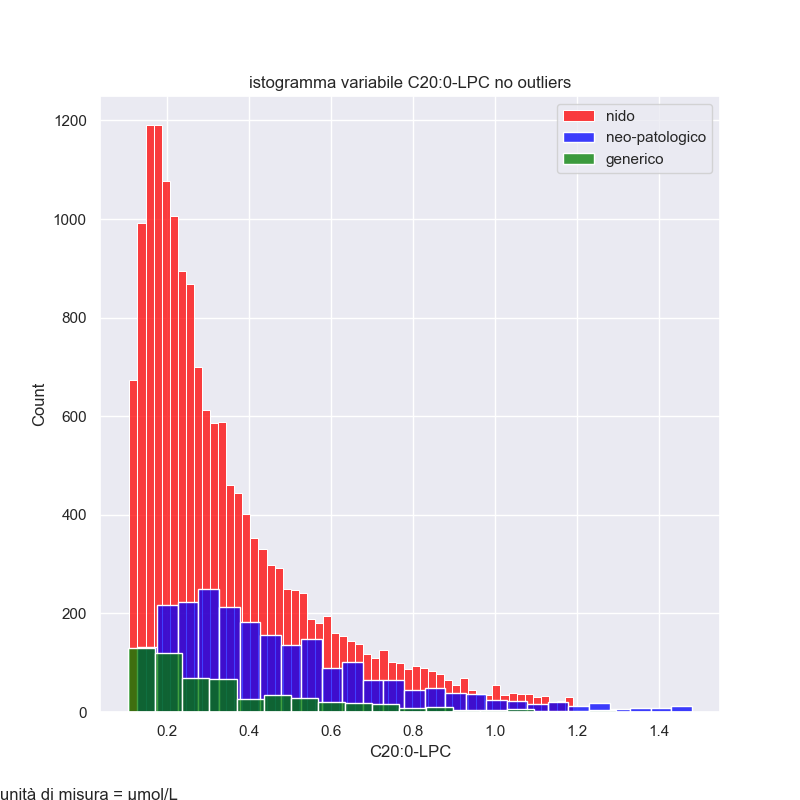 istogramma variabile C20:0-LPC no outliers
nido
neo-patologico
generico
1200
1000
800
600
400
200
0
Count
0.2 0.4 0.6 0.8 1.0 1.2 1.4
C20:0-LPC
unità di misura = μmol/L